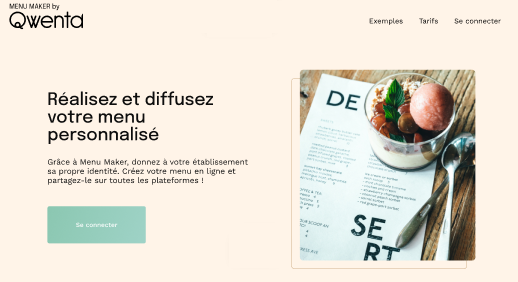 MENU MAKER by
Qwenta
Exemples
Tarifs
Se connecter
Réalisez et diffusez
votre menu
personnalisé
Grâce à Menu Maker, donnez à votre établissement
sa propre identité. Créez votre menu en ligne et
partagez-le sur toutes les plateformes !
Se connecter
DE
SE
RT